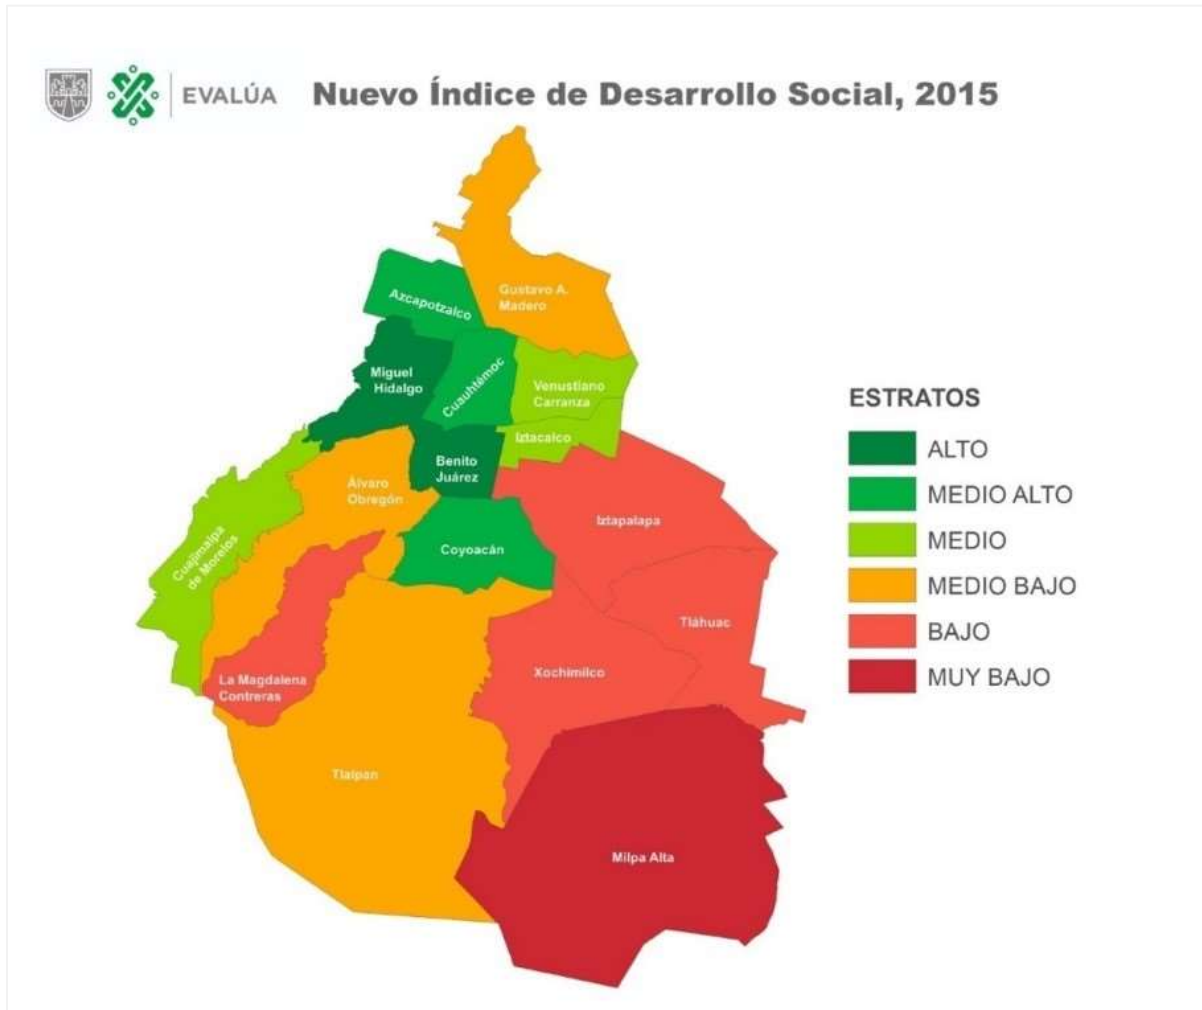 EVALÚA
Nuevo Índice de Desarrollo Social, 2015
Gustavo A.
Madero
Azcapotzalco
Miguel
Hidalgo
Cuauhtémoc
Venustiano
Carranza
Iztacalco
Benito
Juárez
Álvaro
Obregón
Cuajimalpa
de Morelos
Coyoacán
Iztapalapa
Tláhuac
Xochimilco
La Magdalena
Contreras
Tlalpan
Milpa Alta
ESTRATOS
ALTO
MEDIO ALTO
MEDIO
MEDIO BAJO
BAJO
MUY BAJO